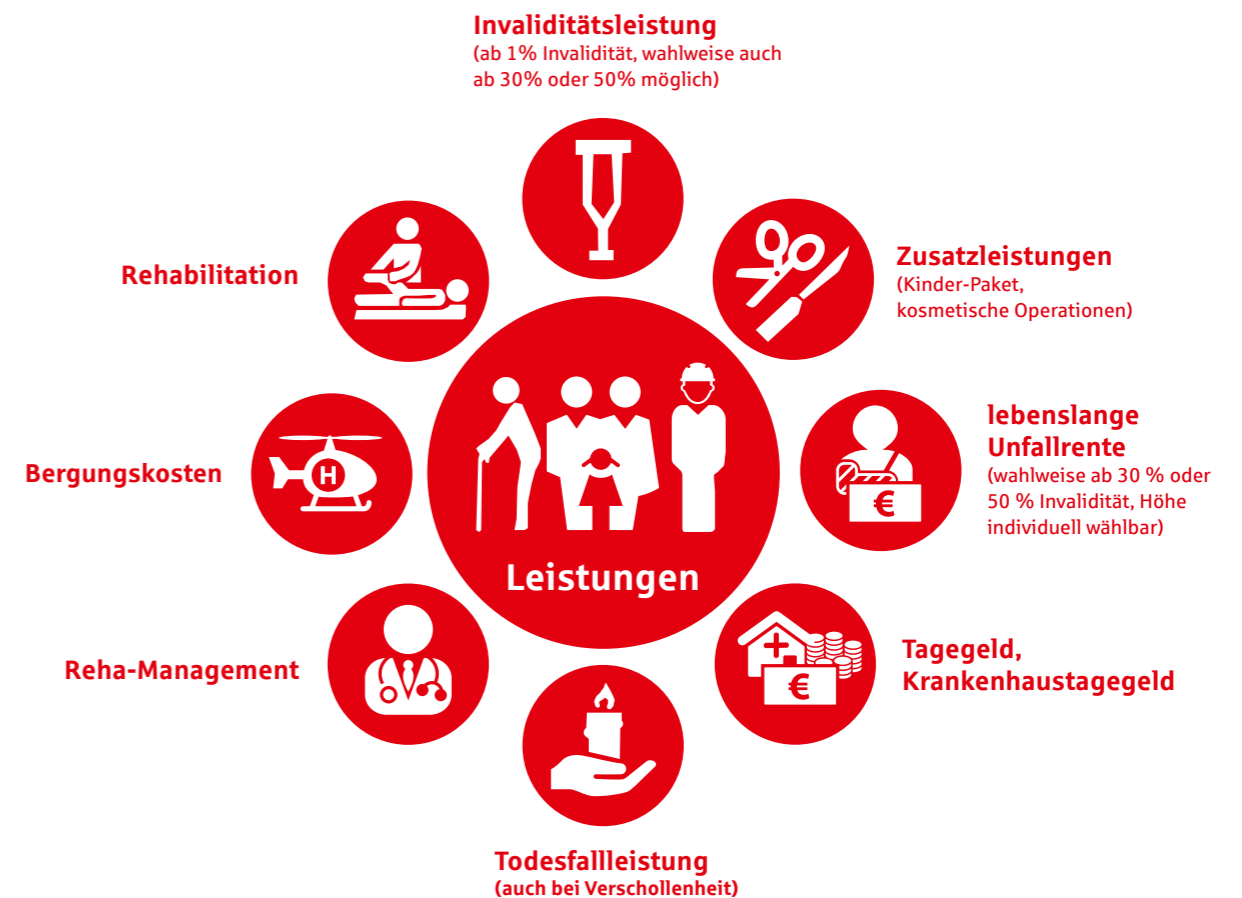 Invaliditätsleistung
(ab 1% Invalidität, wahlweise auch
ab 30% oder 50% möglich)
Zusatzleistungen
(Kinder-Paket,
kosmetische Operationen)
lebenslange
Unfallrente
(wahlweise ab 30 % oder
50 % Invalidität, Höhe
individuell wählbar)
€
Tagegeld,
Krankenhaustagegeld
€
Todesfallleistung
(auch bei Verschollenheit)
Reha-Management
Bergungskosten
H
Rehabilitation
Leistungen